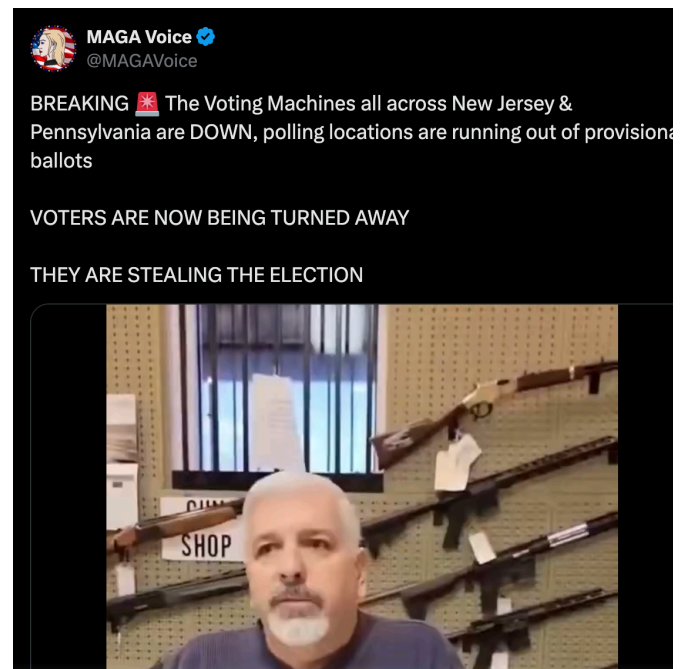 MAGA Voice
@MAGAVoice
BREAKING 🚨 The Voting Machines all across New Jersey &
Pennsylvania are DOWN, polling locations are running out of
ballots
VOTERS ARE NOW BEING TURNED AWAY
THEY ARE STEALING THE ELECTION
SHOP